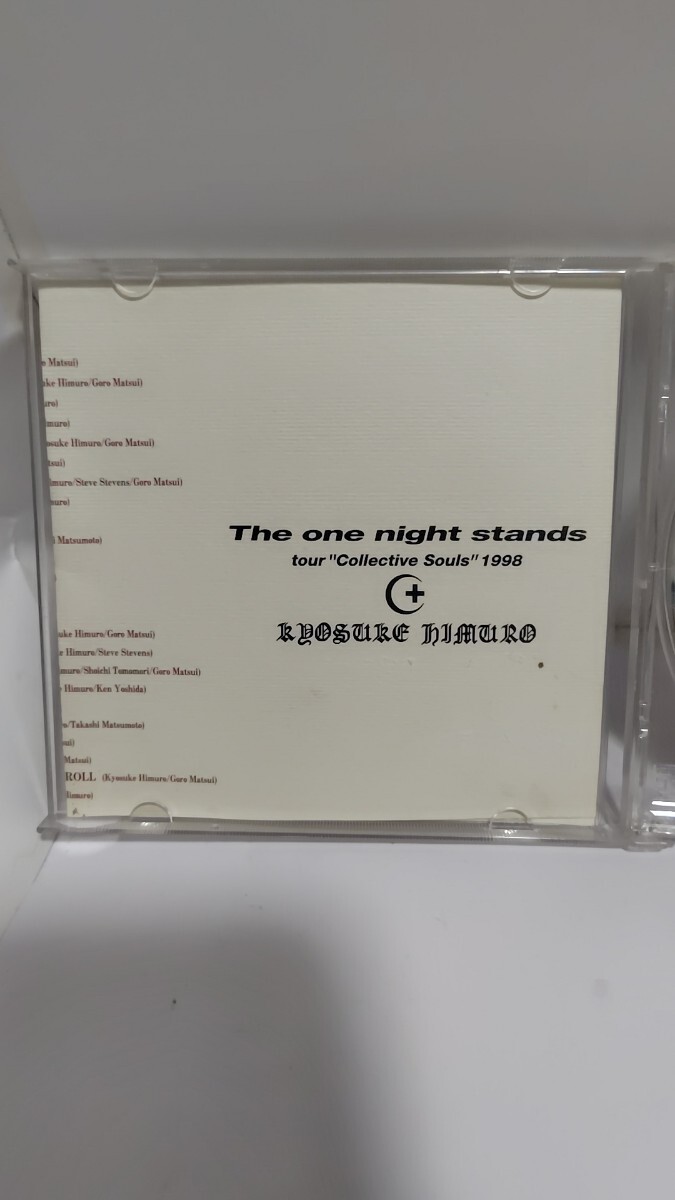 Matsui)
uke Himuro/Goro Matsui)
uro)
muro)
osuke Himuro/Goro Matsui)
tsui)
imuro/Steve Stevens/Goro Matsui)
muro)
Matsumoto)
The one night stands
tour "Collective Souls" 1998
KYOSUKE HIMURO
uke Himuro/Goro Matsui)
e Himuro/Steve Stevens)
imuro/Shoichi Tomamori/Goro Matsui)
Himuro/Ken Yoshida)
o/Takashi Matsumoto)
sui)
Matsui)
ROLL (Kyosuke Himuro/Goro Matsui)
Himuro)